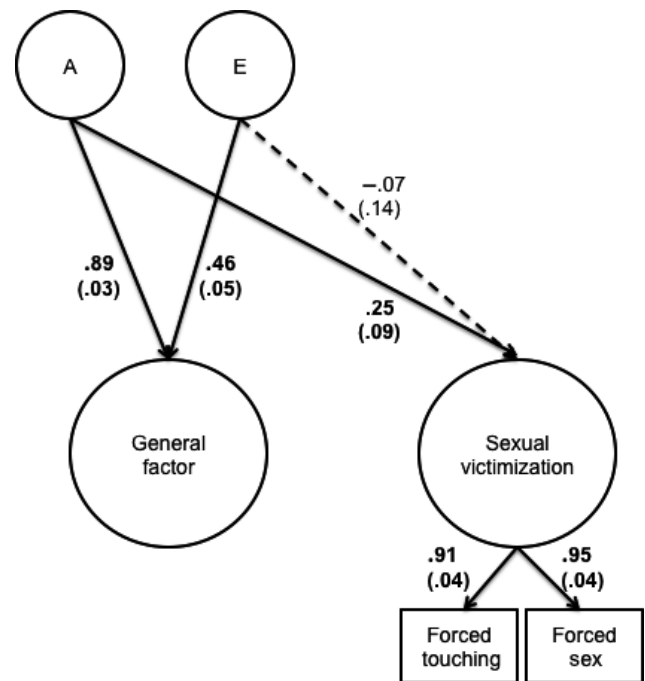 A
E
–.07
(.14)
.89
(.03)
.46
(.05)
.25
(.09)
General
factor
Sexual
victimization
.91
(.04)
.95
(.04)
Forced
touching
Forced
sex